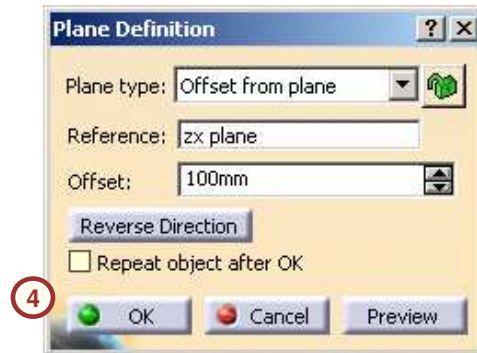 Plane Definition ? X
Plane type: Offset from plane
Reference: zx plane
Offset: 100mm
Reverse Direction
Repeat object after OK
4 OK Cancel Preview